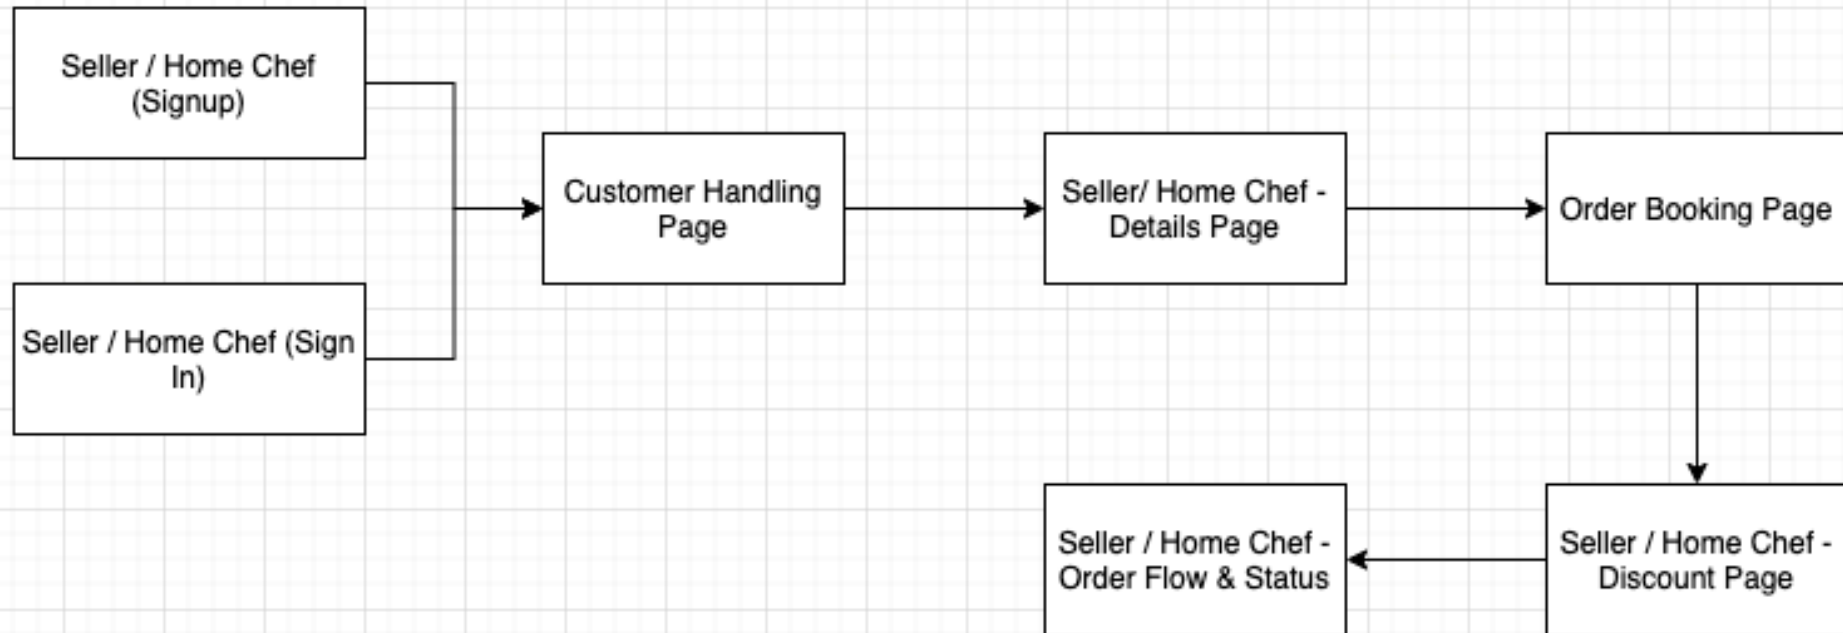 Seller / Home Chef
(Signup)
Customer Handling
Page
Seller/ Home Chef -
Details Page
Order Booking Page
Seller / Home Chef (Sign
In)
Seller / Home Chef -
Order Flow & Status
Seller / Home Chef -
Discount Page